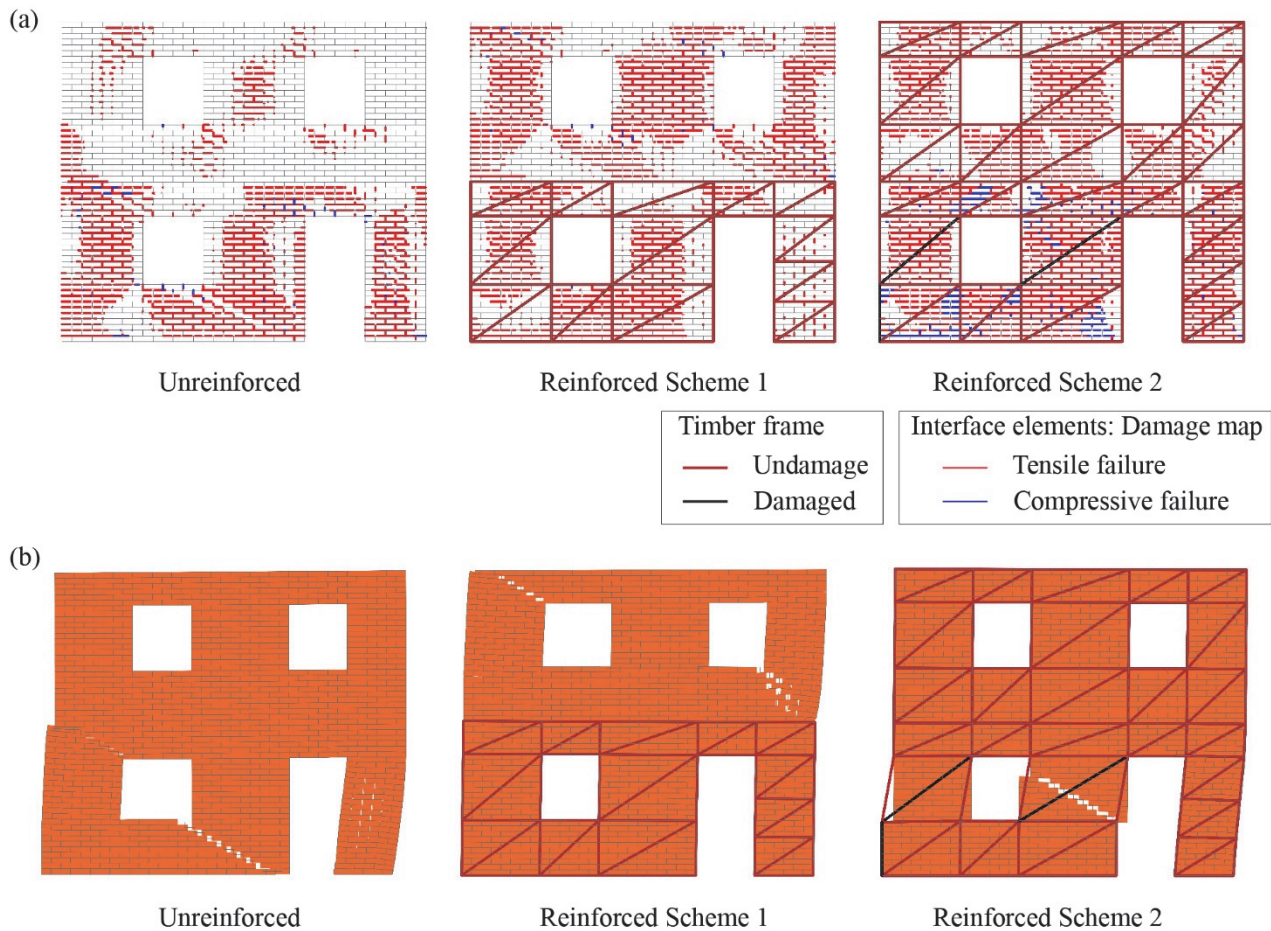 (a)
Unreinforced
Reinforced Scheme 1
Reinforced Scheme 2
Timber frame
Undamage
Damaged
Interface elements: Damage map
Tensile failure
Compressive failure
(b)
Unreinforced
Reinforced Scheme 1
Reinforced Scheme 2